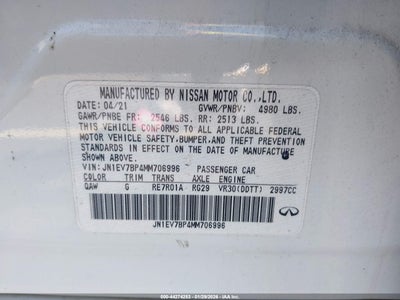 MANUFACTURED BY NISSAN MOTOR CO.,LTD.
DATE: 04/21 GVWR/PNBV: 4980 LBS.
GAWR/PNBE FR: 2546 LBS. RR: 2513 LBS.
THIS VEHICLE CONFORMS TO ALL APPLICABLE FEDERAL
MOTOR VEHICLE SAFETY,BUMPER,AND THEFT PREVENTION
STANDARDS IN EFFECT ON THE DATE OF MANUFACTURE
SHOWN ABOVE.
VIN: JN1EV7BP4MM706996 PASSENGER CAR
COLOR TRIM TRANS AXLE ENGINE
QAW G RE7R01A RG29 VR30(DDTT) 2997CC
JN1EV7BP4MM706996
INFINITI